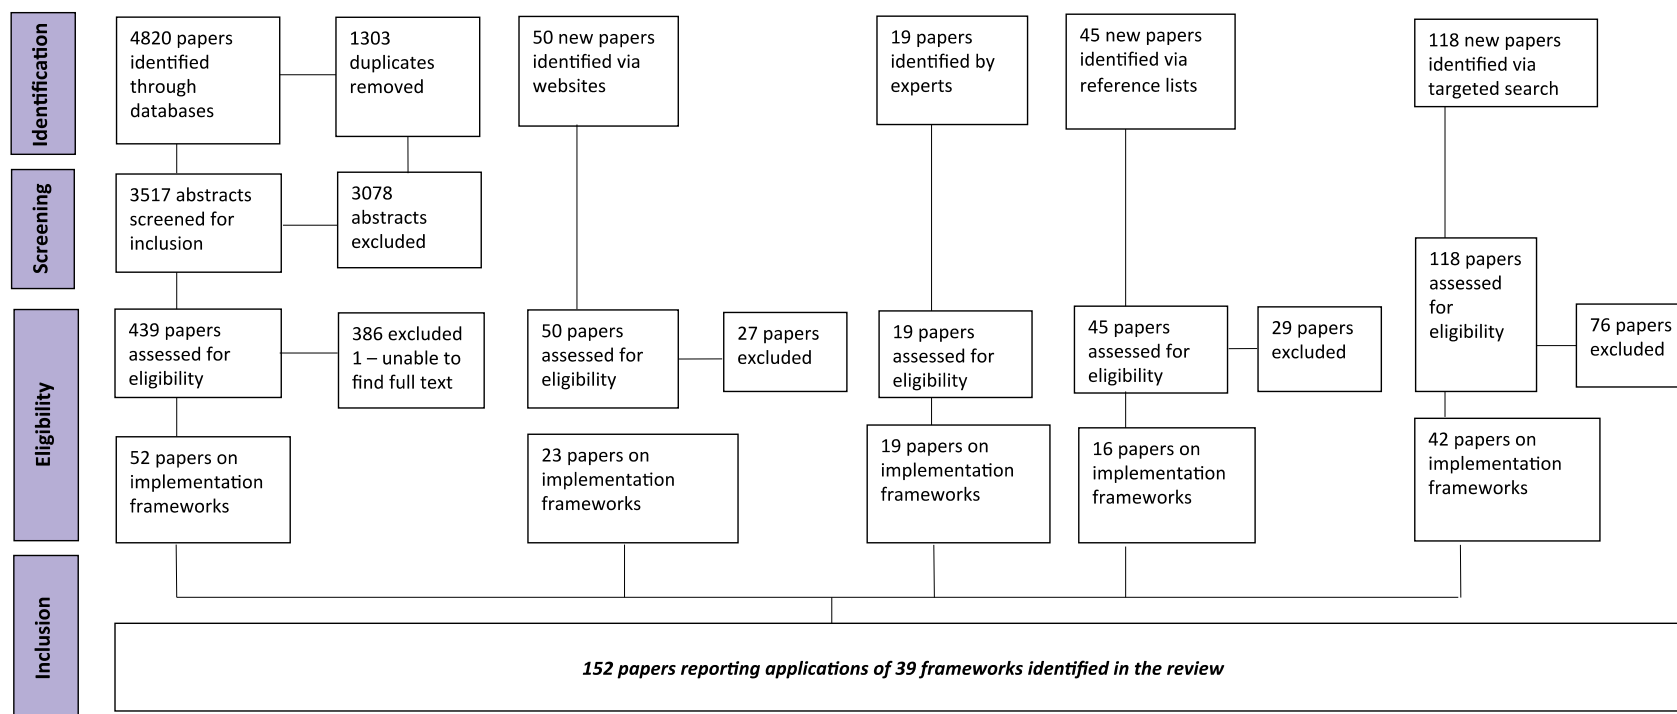 Identification
4820 papers
identified
through
databases
1303
duplicates
removed
50 new papers
identified via
websites
19 papers
identified by
experts
45 new papers
identified via
reference lists
118 new papers
identified via
targeted search
Screening
3517 abstracts
screened for
inclusion
3078
abstracts
excluded
118 papers
assessed
for
eligibility
Eligibility
439 papers
assessed for
eligibility
386 excluded
1 – unable to
find full text
50 papers
assessed for
eligibility
27 papers
excluded
19 papers
assessed for
eligibility
45 papers
assessed for
eligibility
29 papers
excluded
76 papers
excluded
52 papers on
implementation
frameworks
23 papers on
implementation
frameworks
19 papers on
implementation
frameworks
16 papers on
implementation
frameworks
42 papers on
implementation
frameworks
Inclusion
152 papers reporting applications of 39 frameworks identified in the review